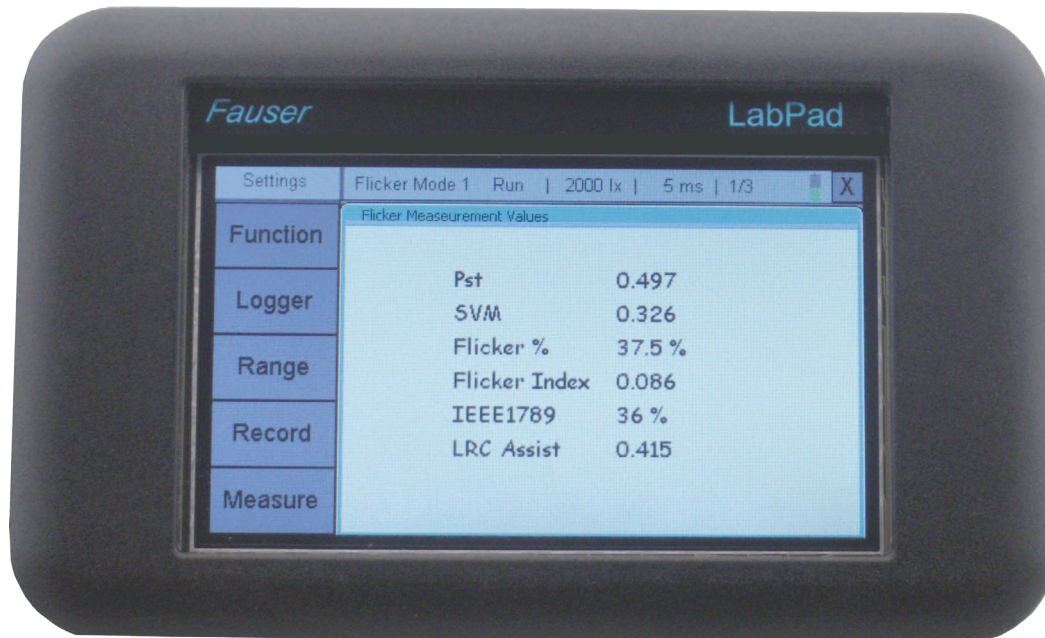 Fauser LabPad
Settings Flicker Mode 1 Run | 2000 lx | 5 ms | 1/3 X
Flicker Measeurement Values
Function
Logger
Range
Record
Measure
Pst 0.497
SVM 0.326
Flicker % 37.5 %
Flicker Index 0.086
IEEE1789 36 %
LRC Assist 0.415